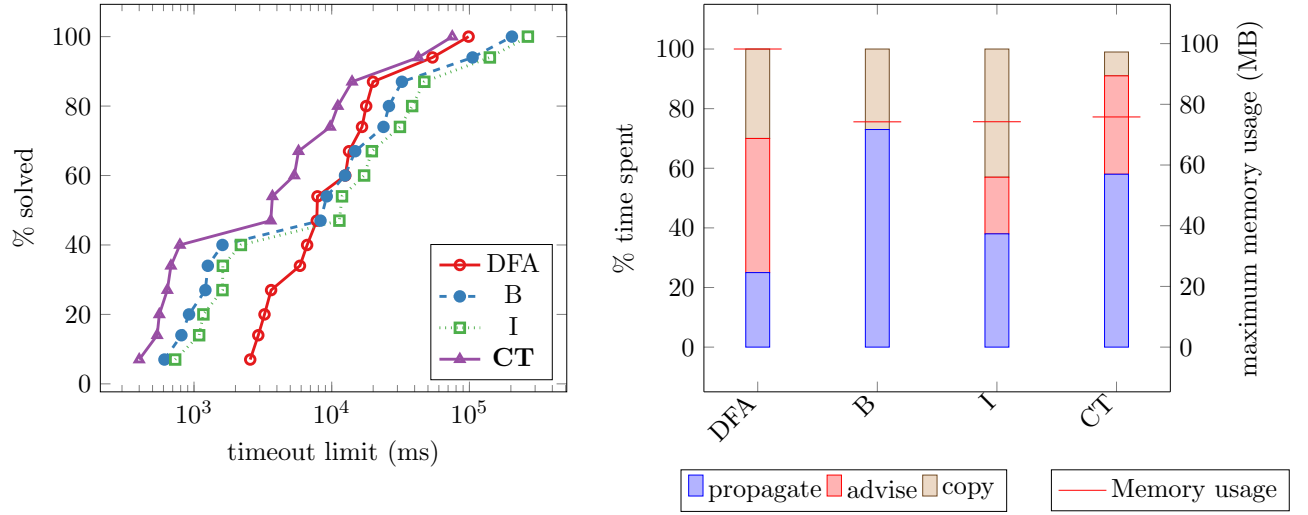 % solved
100
80
60
40
20
0
10^3
10^4
10^5
timeout limit (ms)
DFA
B
I
CT
% time spent
100
80
60
40
20
0
DFA
B
I
CT
100
80
60
40
20
0
maximum memory usage (MB)
propagate advise copy
Memory usage